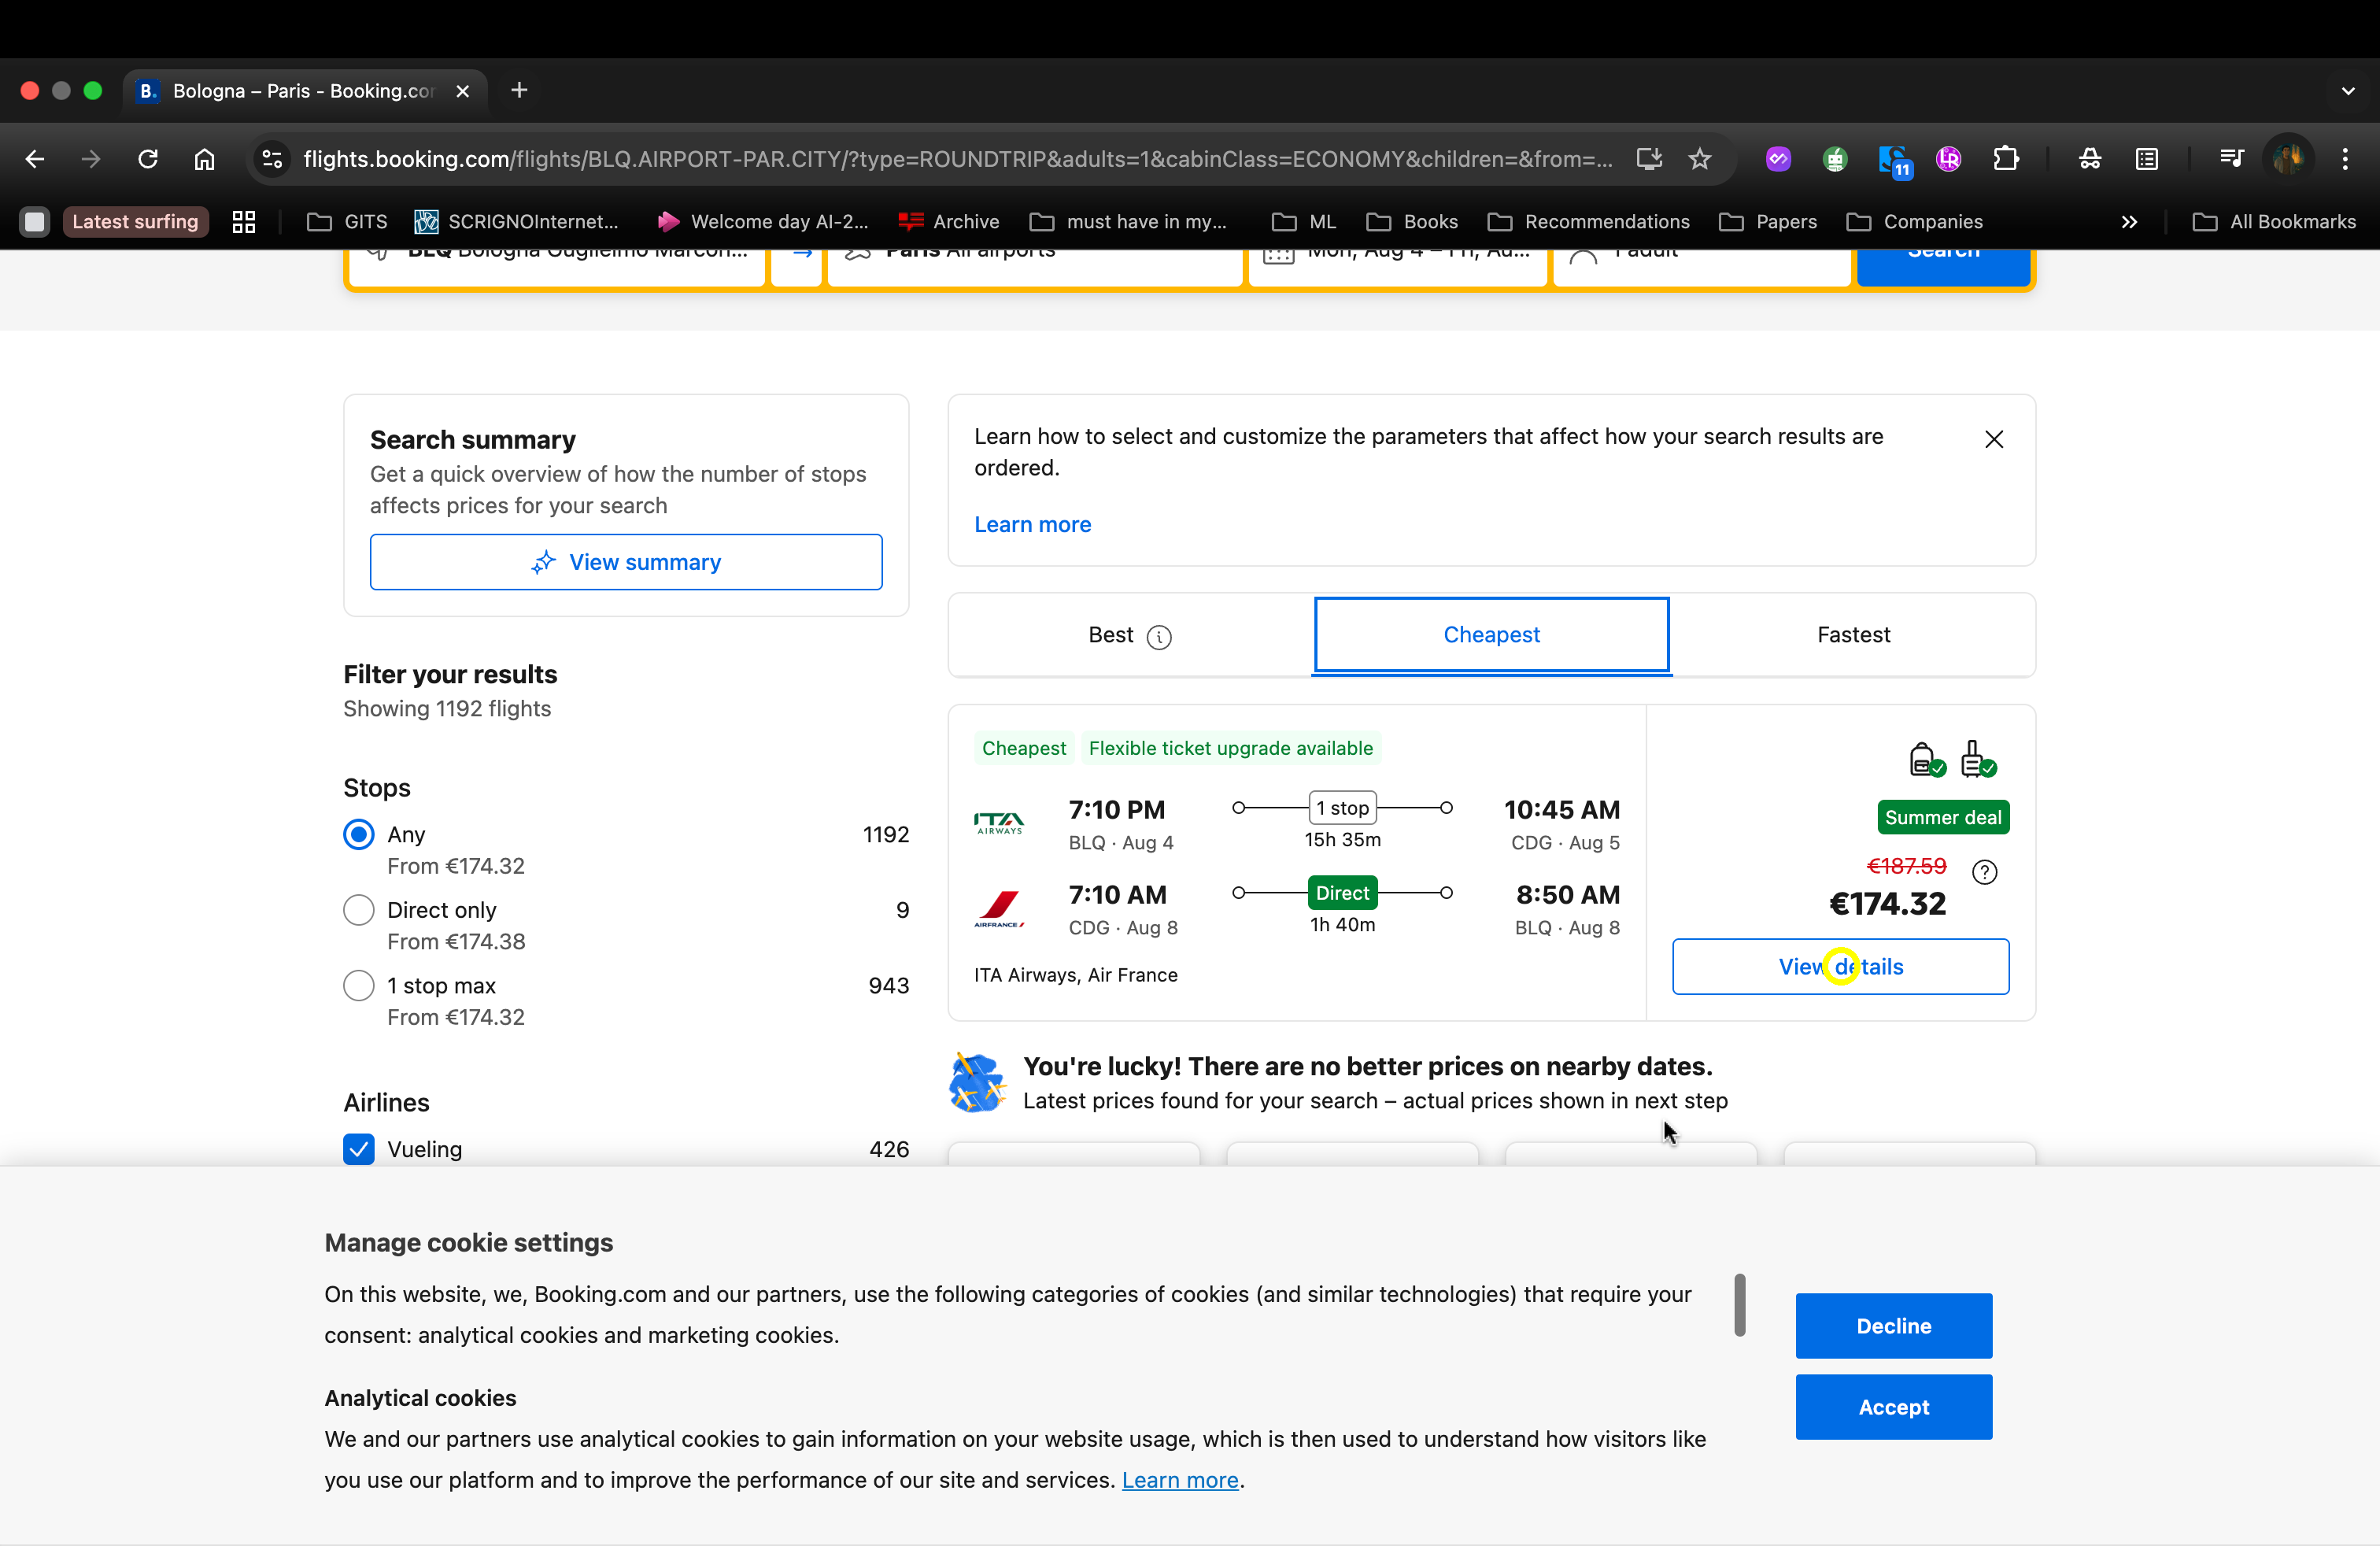 B. Bologna – Paris - Booking.cor
flights.booking.com/flights/BLQ.AIRPORT-PAR.CITY/?type=ROUNDTRIP&adults=1&cabinClass=ECONOMY&children=&from=...
11
Latest surfing
GITS
SCRIGNOInternet...
Welcome day AI-2...
Archive
must have in my...
ML
Books
Recommendations
Papers
Companies
All Bookmarks
BLQ Bologna Guglielmo Marcon...
Paris All airports
Mon, Aug 4 – Fri, Au...
1 adult
Search
Search summary
Get a quick overview of how the number of stops
affects prices for your search
View summary
Filter your results
Showing 1192 flights
Stops
Any 1192
From €174.32
Direct only 9
From €174.38
1 stop max 943
From €174.32
Airlines
Vueling 426
Learn how to select and customize the parameters that affect how your search results are
ordered.
Learn more
Best
Cheapest
Fastest
Cheapest Flexible ticket upgrade available
ITA
AIRWAYS
7:10 PM 1 stop 10:45 AM
BLQ · Aug 4 15h 35m CDG · Aug 5
AIRFRANCE
7:10 AM Direct 8:50 AM
CDG · Aug 8 1h 40m BLQ · Aug 8
ITA Airways, Air France
Summer deal
€187.59
€174.32
View details
You're lucky! There are no better prices on nearby dates.
Latest prices found for your search – actual prices shown in next step
Manage cookie settings
On this website, we, Booking.com and our partners, use the following categories of cookies (and similar technologies) that require your
consent: analytical cookies and marketing cookies.
Analytical cookies
We and our partners use analytical cookies to gain information on your website usage, which is then used to understand how visitors like
you use our platform and to improve the performance of our site and services. Learn more.
Decline
Accept